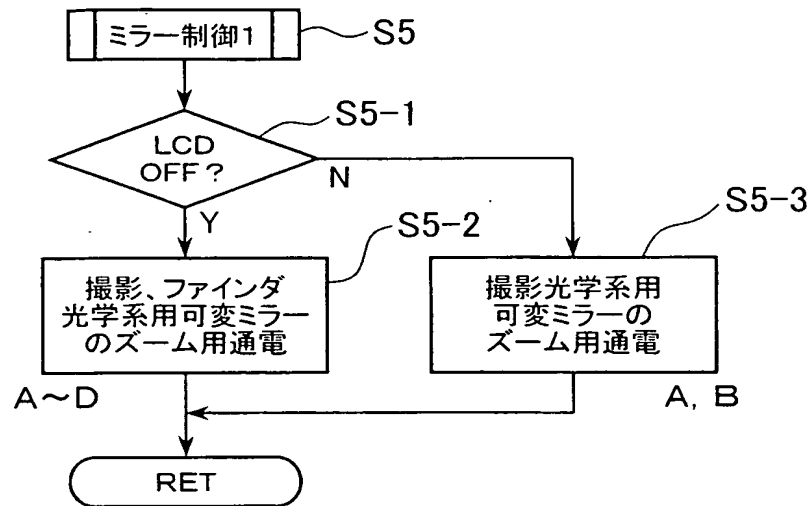 ミラー制御1
S5
S5-1
LCD
OFF?
N
Y
S5-2
S5-3
撮影、ファインダ
光学系用可変ミラー
のズーム用通電
撮影光学系用
可変ミラーの
ズーム用通電
A~D
A, B
RET